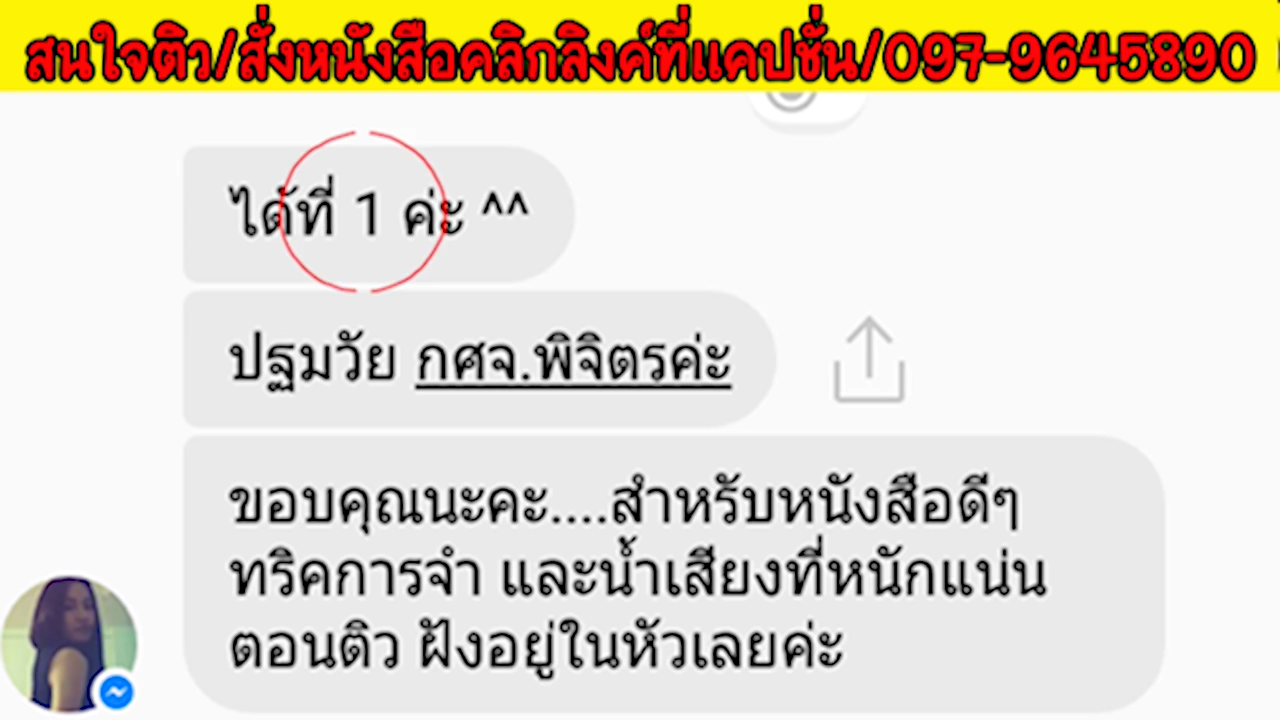 สนใจติว/สั่งหนังสือคลิกลิงค์ที่แคปชั่น/097-9645890
ได้ที่ 1 ค่ะ ^^
ปฐมวัย กศจ.พิจิตรค่ะ
ขอบคุณนะคะ....สำหรับหนังสือดีๆ
ทริคการจำ และน้ำเสียงที่หนักแน่น
ตอนติว ฝังอยู่ในหัวเลยค่ะ